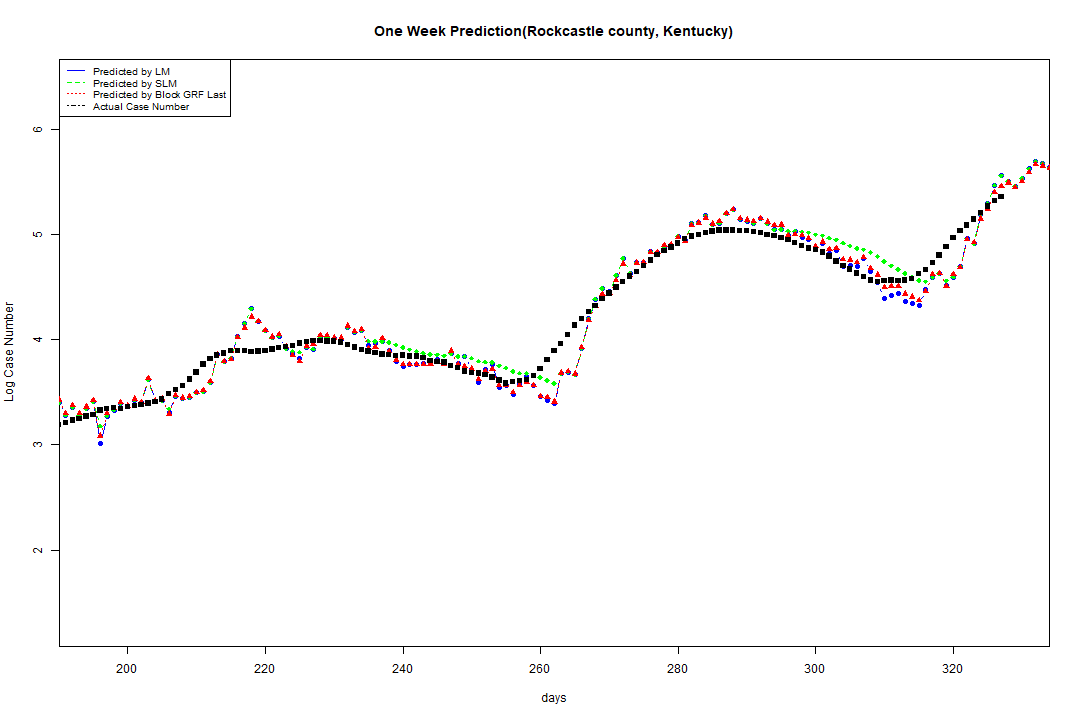 One Week Prediction(Rockcastle county, Kentucky)
Predicted by LM
Predicted by SLM
Predicted by Block GRF Last
Actual Case Number
6
5
4
3
2
Log Case Number
200 220 240 260 280 300 320
days